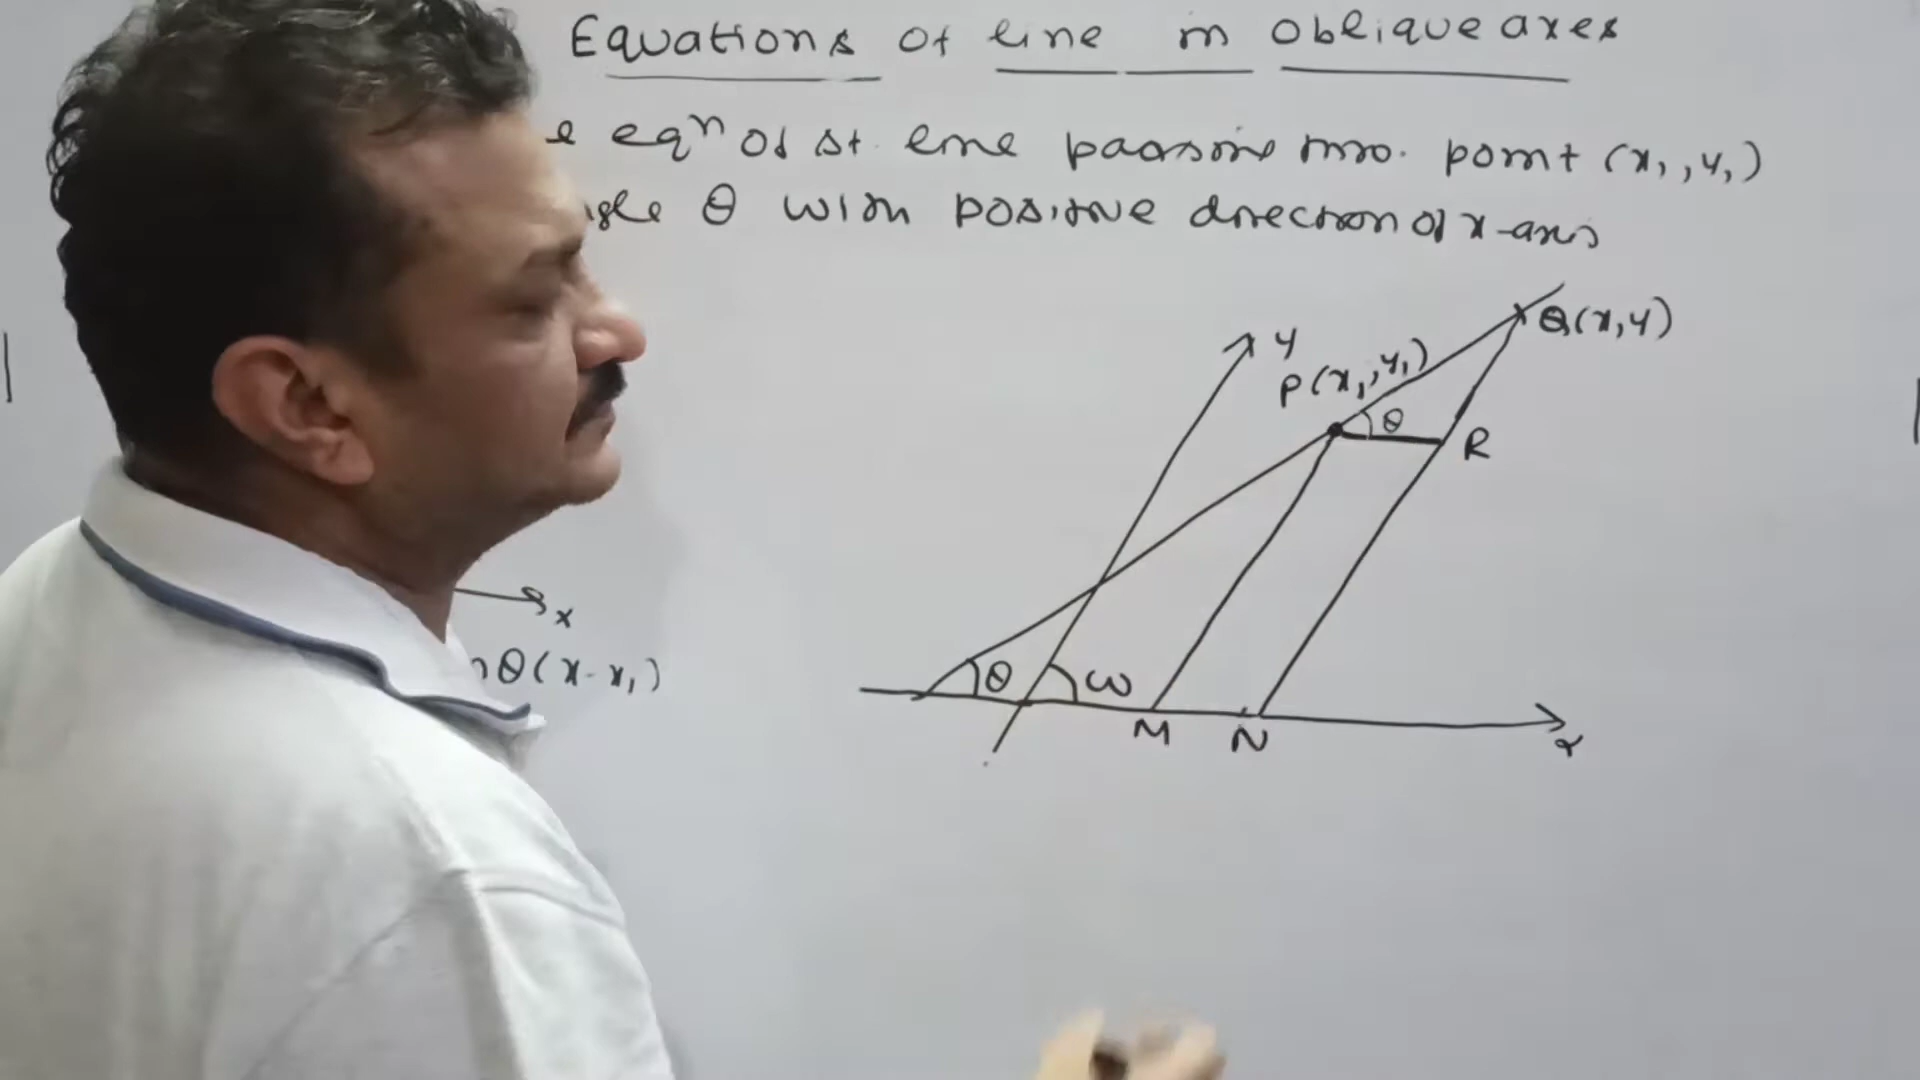 Equations of line in oblique axes
e eqⁿ of st. line passing thro. point (x₁, y₁)
gle θ with positive direction of x-axis
Q(x,y)
y
P(x₁, y₁)
θ
R
x
θ(x-x₁)
θ
ω
M
N
x